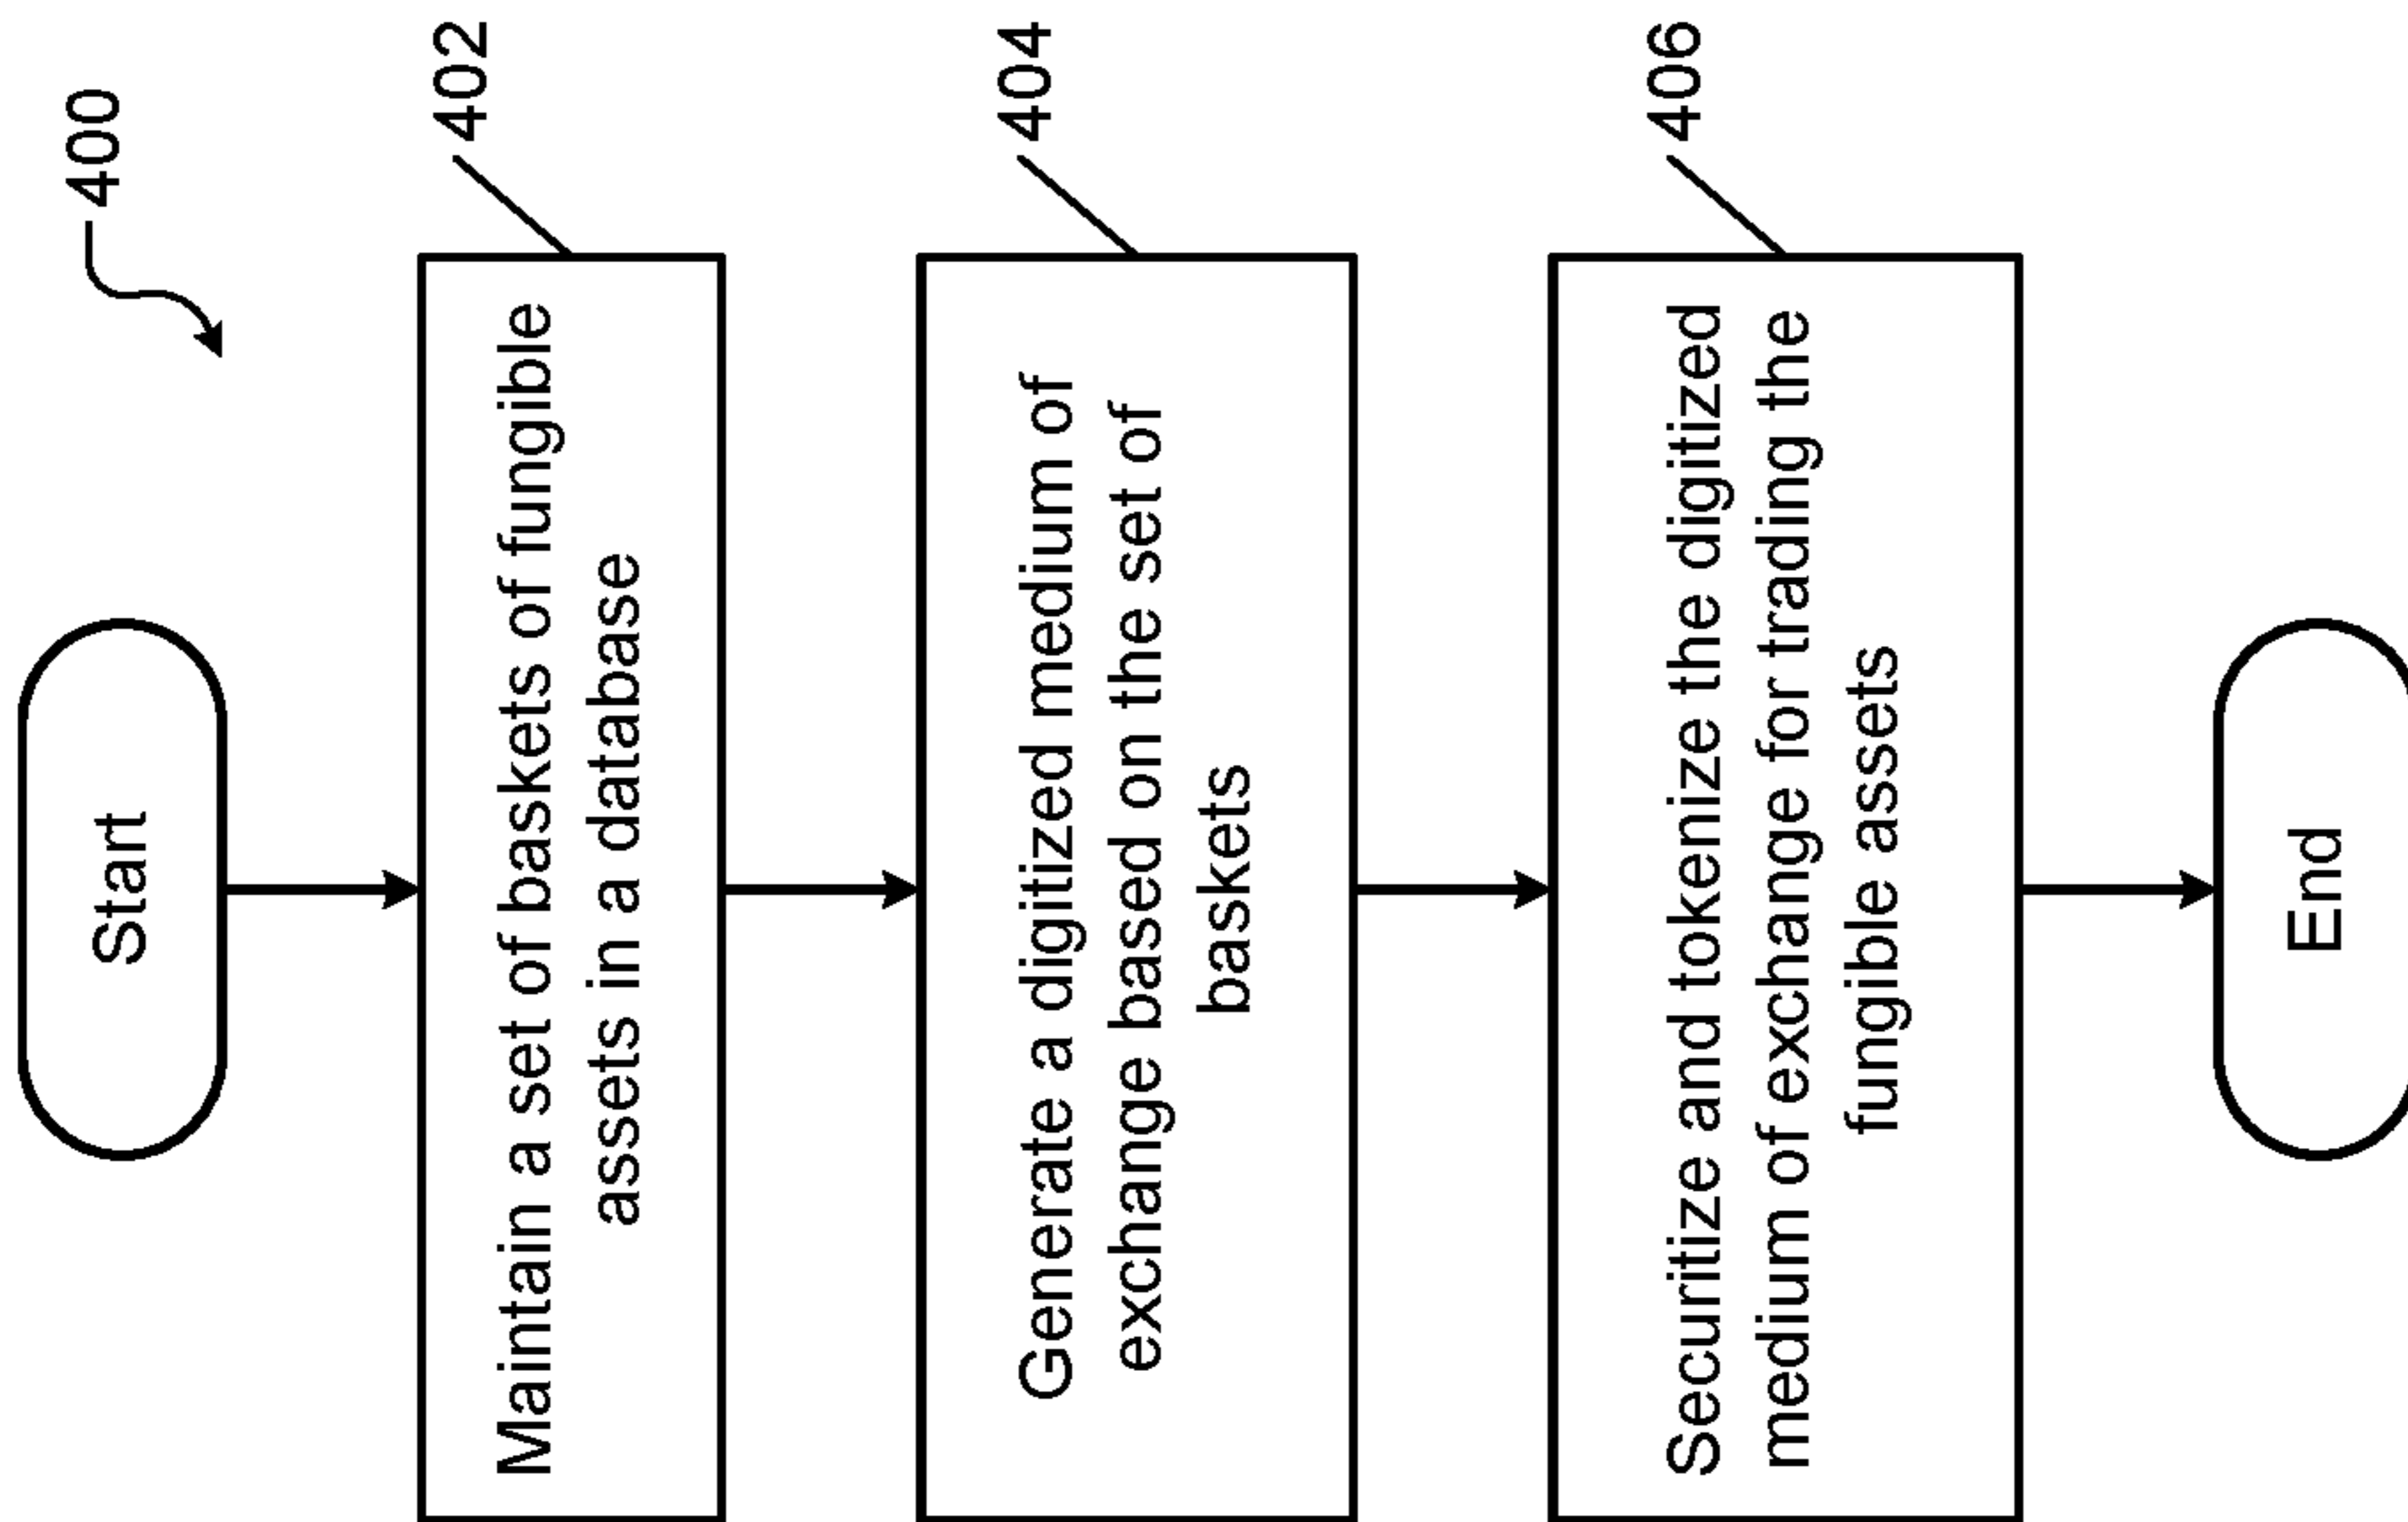 400
Start
402
Maintain a set of baskets of fungible
assets in a database
404
Generate a digitized medium of
exchange based on the set of
baskets
406
Securitize and tokenize the digitized
medium of exchange for trading the
fungible assets
End